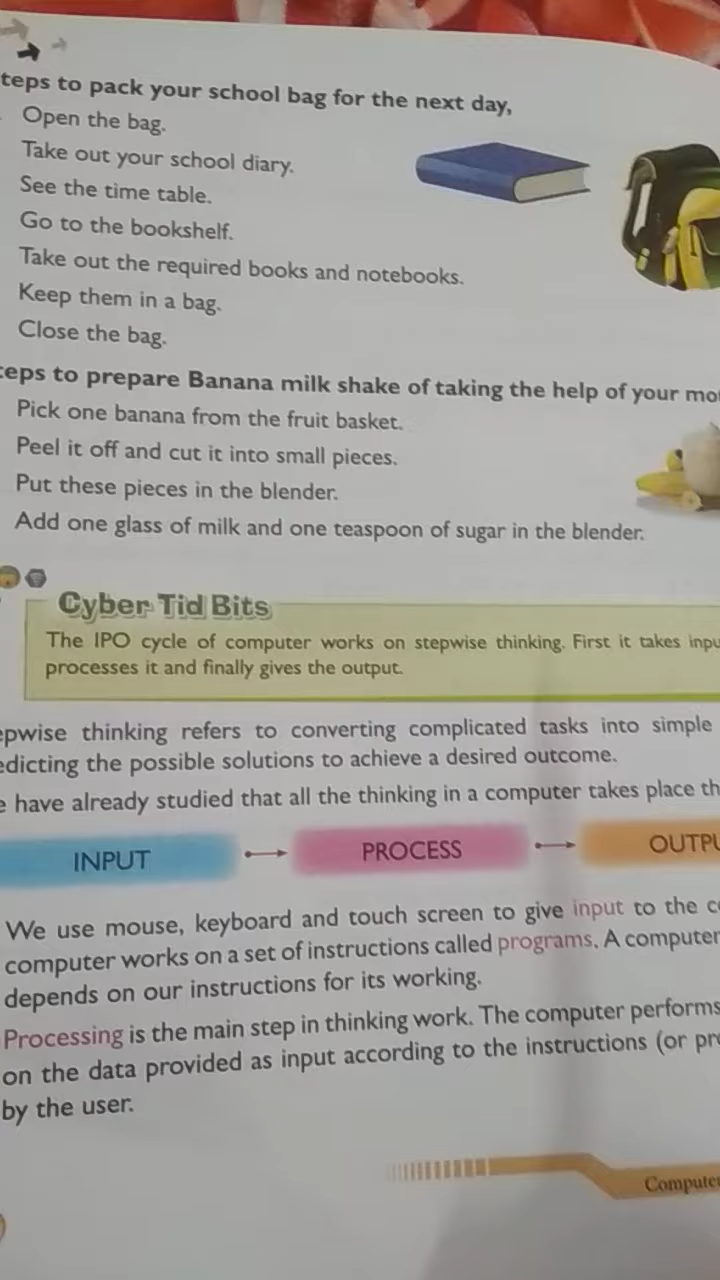 teps to pack your school bag for the next day,
Open the bag.
Take out your school diary.
See the time table.
Go to the bookshelf.
Take out the required books and notebooks.
Keep them in a bag.
Close the bag.
teps to prepare Banana milk shake of taking the help of your mo
Pick one banana from the fruit basket.
Peel it off and cut it into small pieces.
Put these pieces in the blender.
Add one glass of milk and one teaspoon of sugar in the blender.
Cyber Tid Bits
The IPO cycle of computer works on stepwise thinking. First it takes inpu
processes it and finally gives the output.
epwise thinking refers to converting complicated tasks into simple
edicting the possible solutions to achieve a desired outcome.
e have already studied that all the thinking in a computer takes place th
INPUT PROCESS OUTPU
We use mouse, keyboard and touch screen to give input to the c
computer works on a set of instructions called programs. A computer
depends on our instructions for its working.
Processing is the main step in thinking work. The computer performs
on the data provided as input according to the instructions (or pr
by the user.
Computer